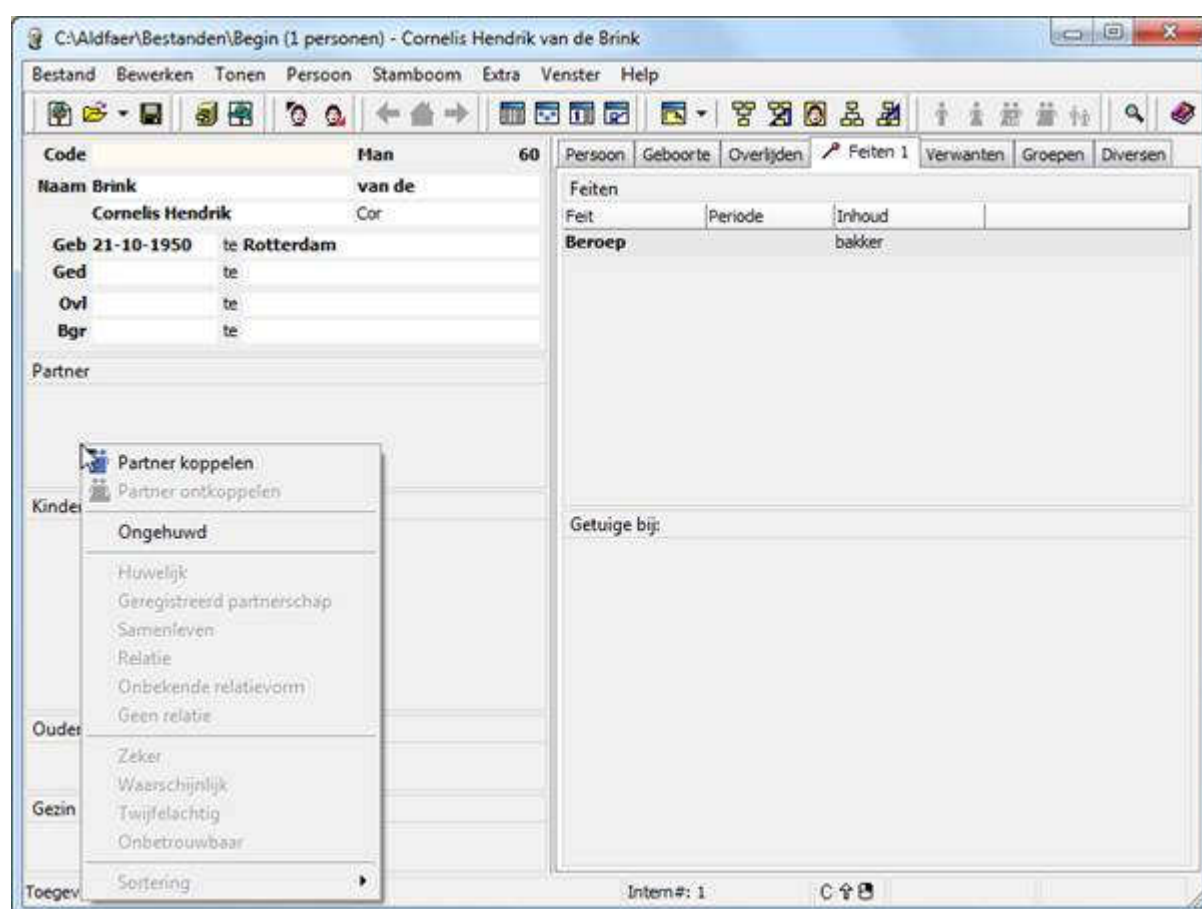 C:\Aldfaer\Bestanden\Begin (1 personen) - Cornelis Hendrik van de Brink
Bestand Bewerken Tonen Persoon Stamboom Extra Venster Help
Code Man 60
Naam Brink van de
Cornelis Hendrik Cor
Geb 21-10-1950 te Rotterdam
Ged te
Ovl te
Bgr te
Partner
Partner koppelen
Partner ontkoppelen
Kinder
Ongehuwd
Huwelijk
Geregistreerd partnerschap
Samenleven
Relatie
Onbekende relatievorm
Geen relatie
Ouder
Zeker
Waarschijnlijk
Gezin
Twijfelachtig
Onbetrouwbaar
Sortering
Toegev
Persoon Geboorte Overlijden Feiten 1 Verwanten Groepen Diversen
Feiten
Feit Periode Inhoud
Beroep bakker
Getuige bij:
Intern#: 1 C